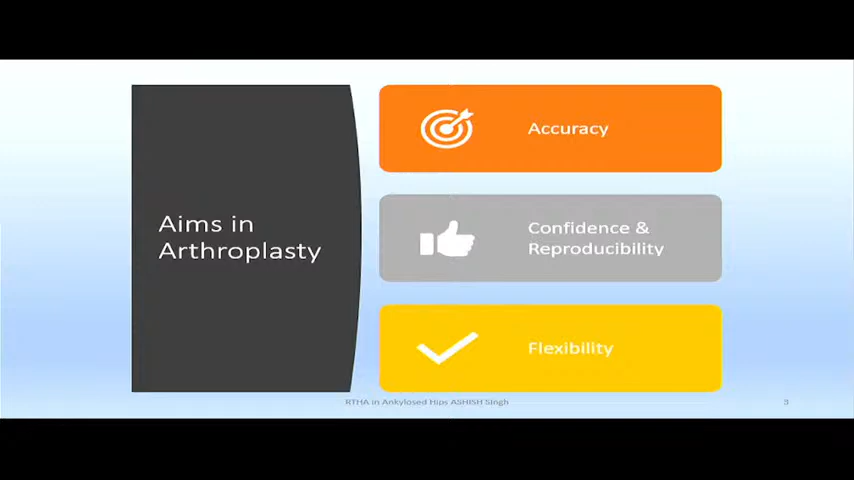 Aims in
Arthroplasty
Accuracy
Confidence &
Reproducibility
Flexibility
RTHA in Ankylosed Hips ASHISH Singh
3